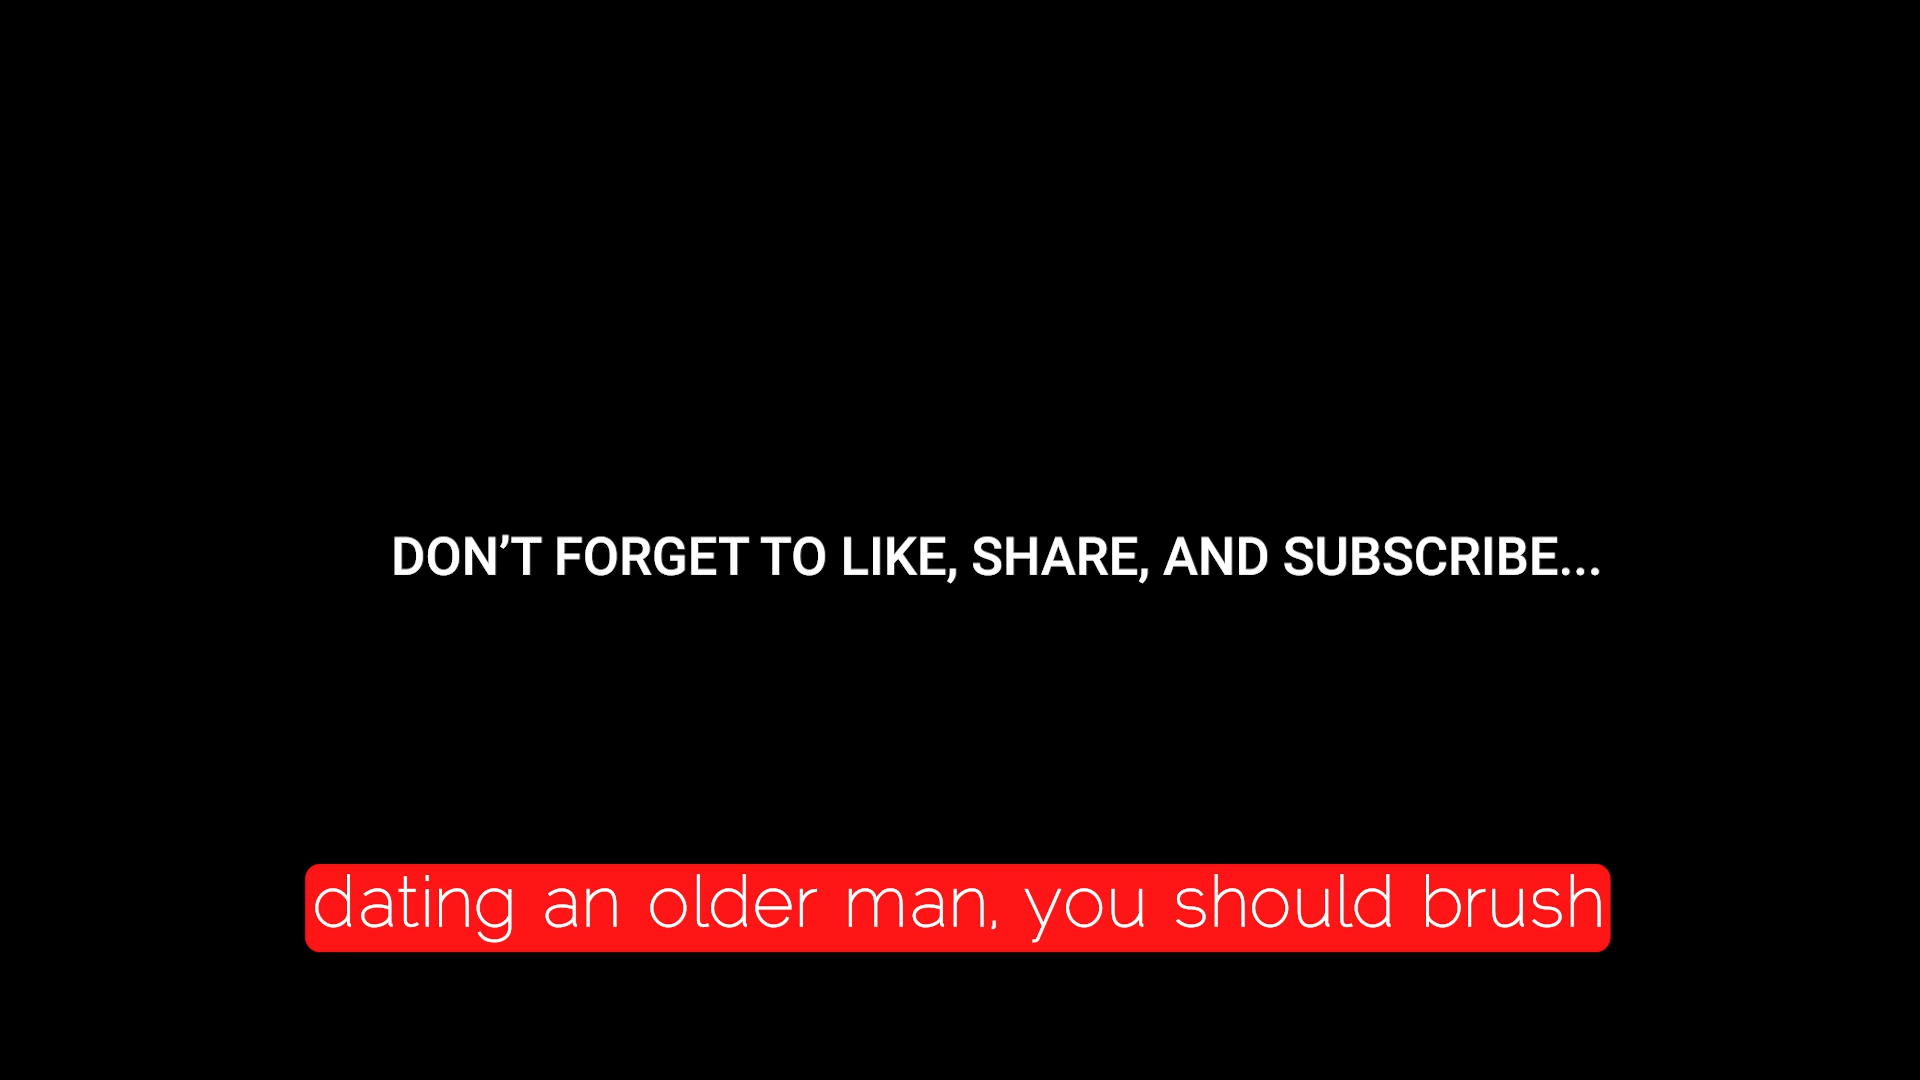 DON’T FORGET TO LIKE, SHARE, AND SUBSCRIBE...
dating an older man, you should brush